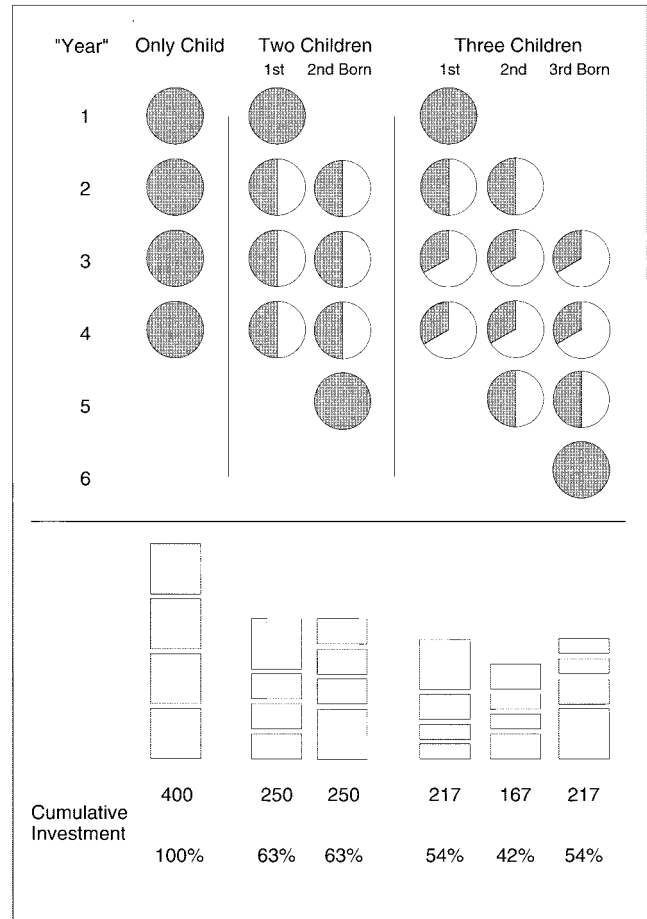 "Year" Only Child Two Children Three Children
1st 2nd Born 1st 2nd 3rd Born
1
2
3
4
5
6
400 250 250 217 167 217
Cumulative
Investment
100% 63% 63% 54% 42% 54%